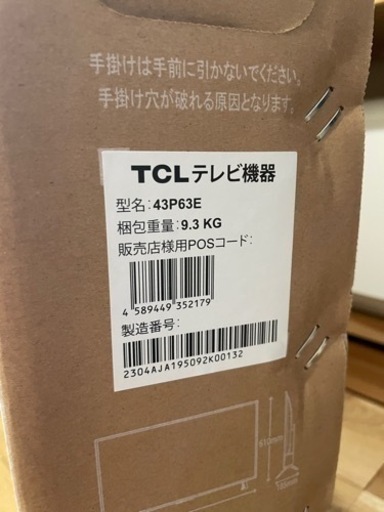 手掛けは手前に引かないでください。
手掛け穴が破れる原因となります。
TCLテレビ機器
型名: 43P63E
梱包重量: 9.3 KG
販売店様用POSコード:
4 589449 352179
製造番号:
2304AJA195092K00132
610mm